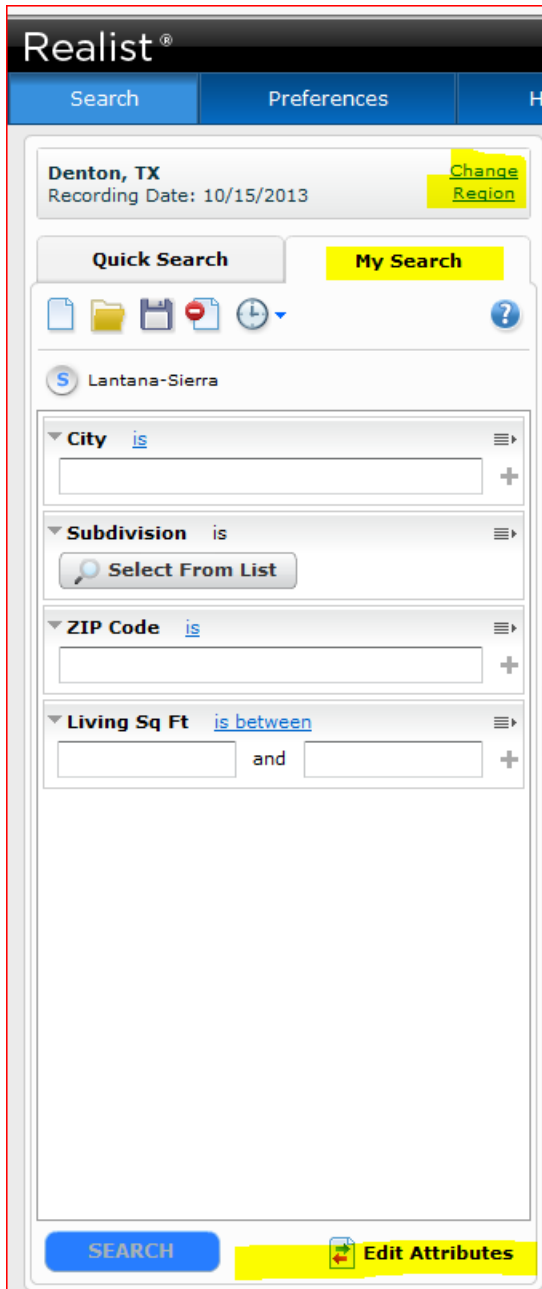 Realist ®
Search Preferences H
Denton, TX Change
Recording Date: 10/15/2013 Region
Quick Search My Search
?
S Lantana-Sierra
City is
Subdivision is
Select From List
ZIP Code is
Living Sq Ft is between
and
SEARCH Edit Attributes